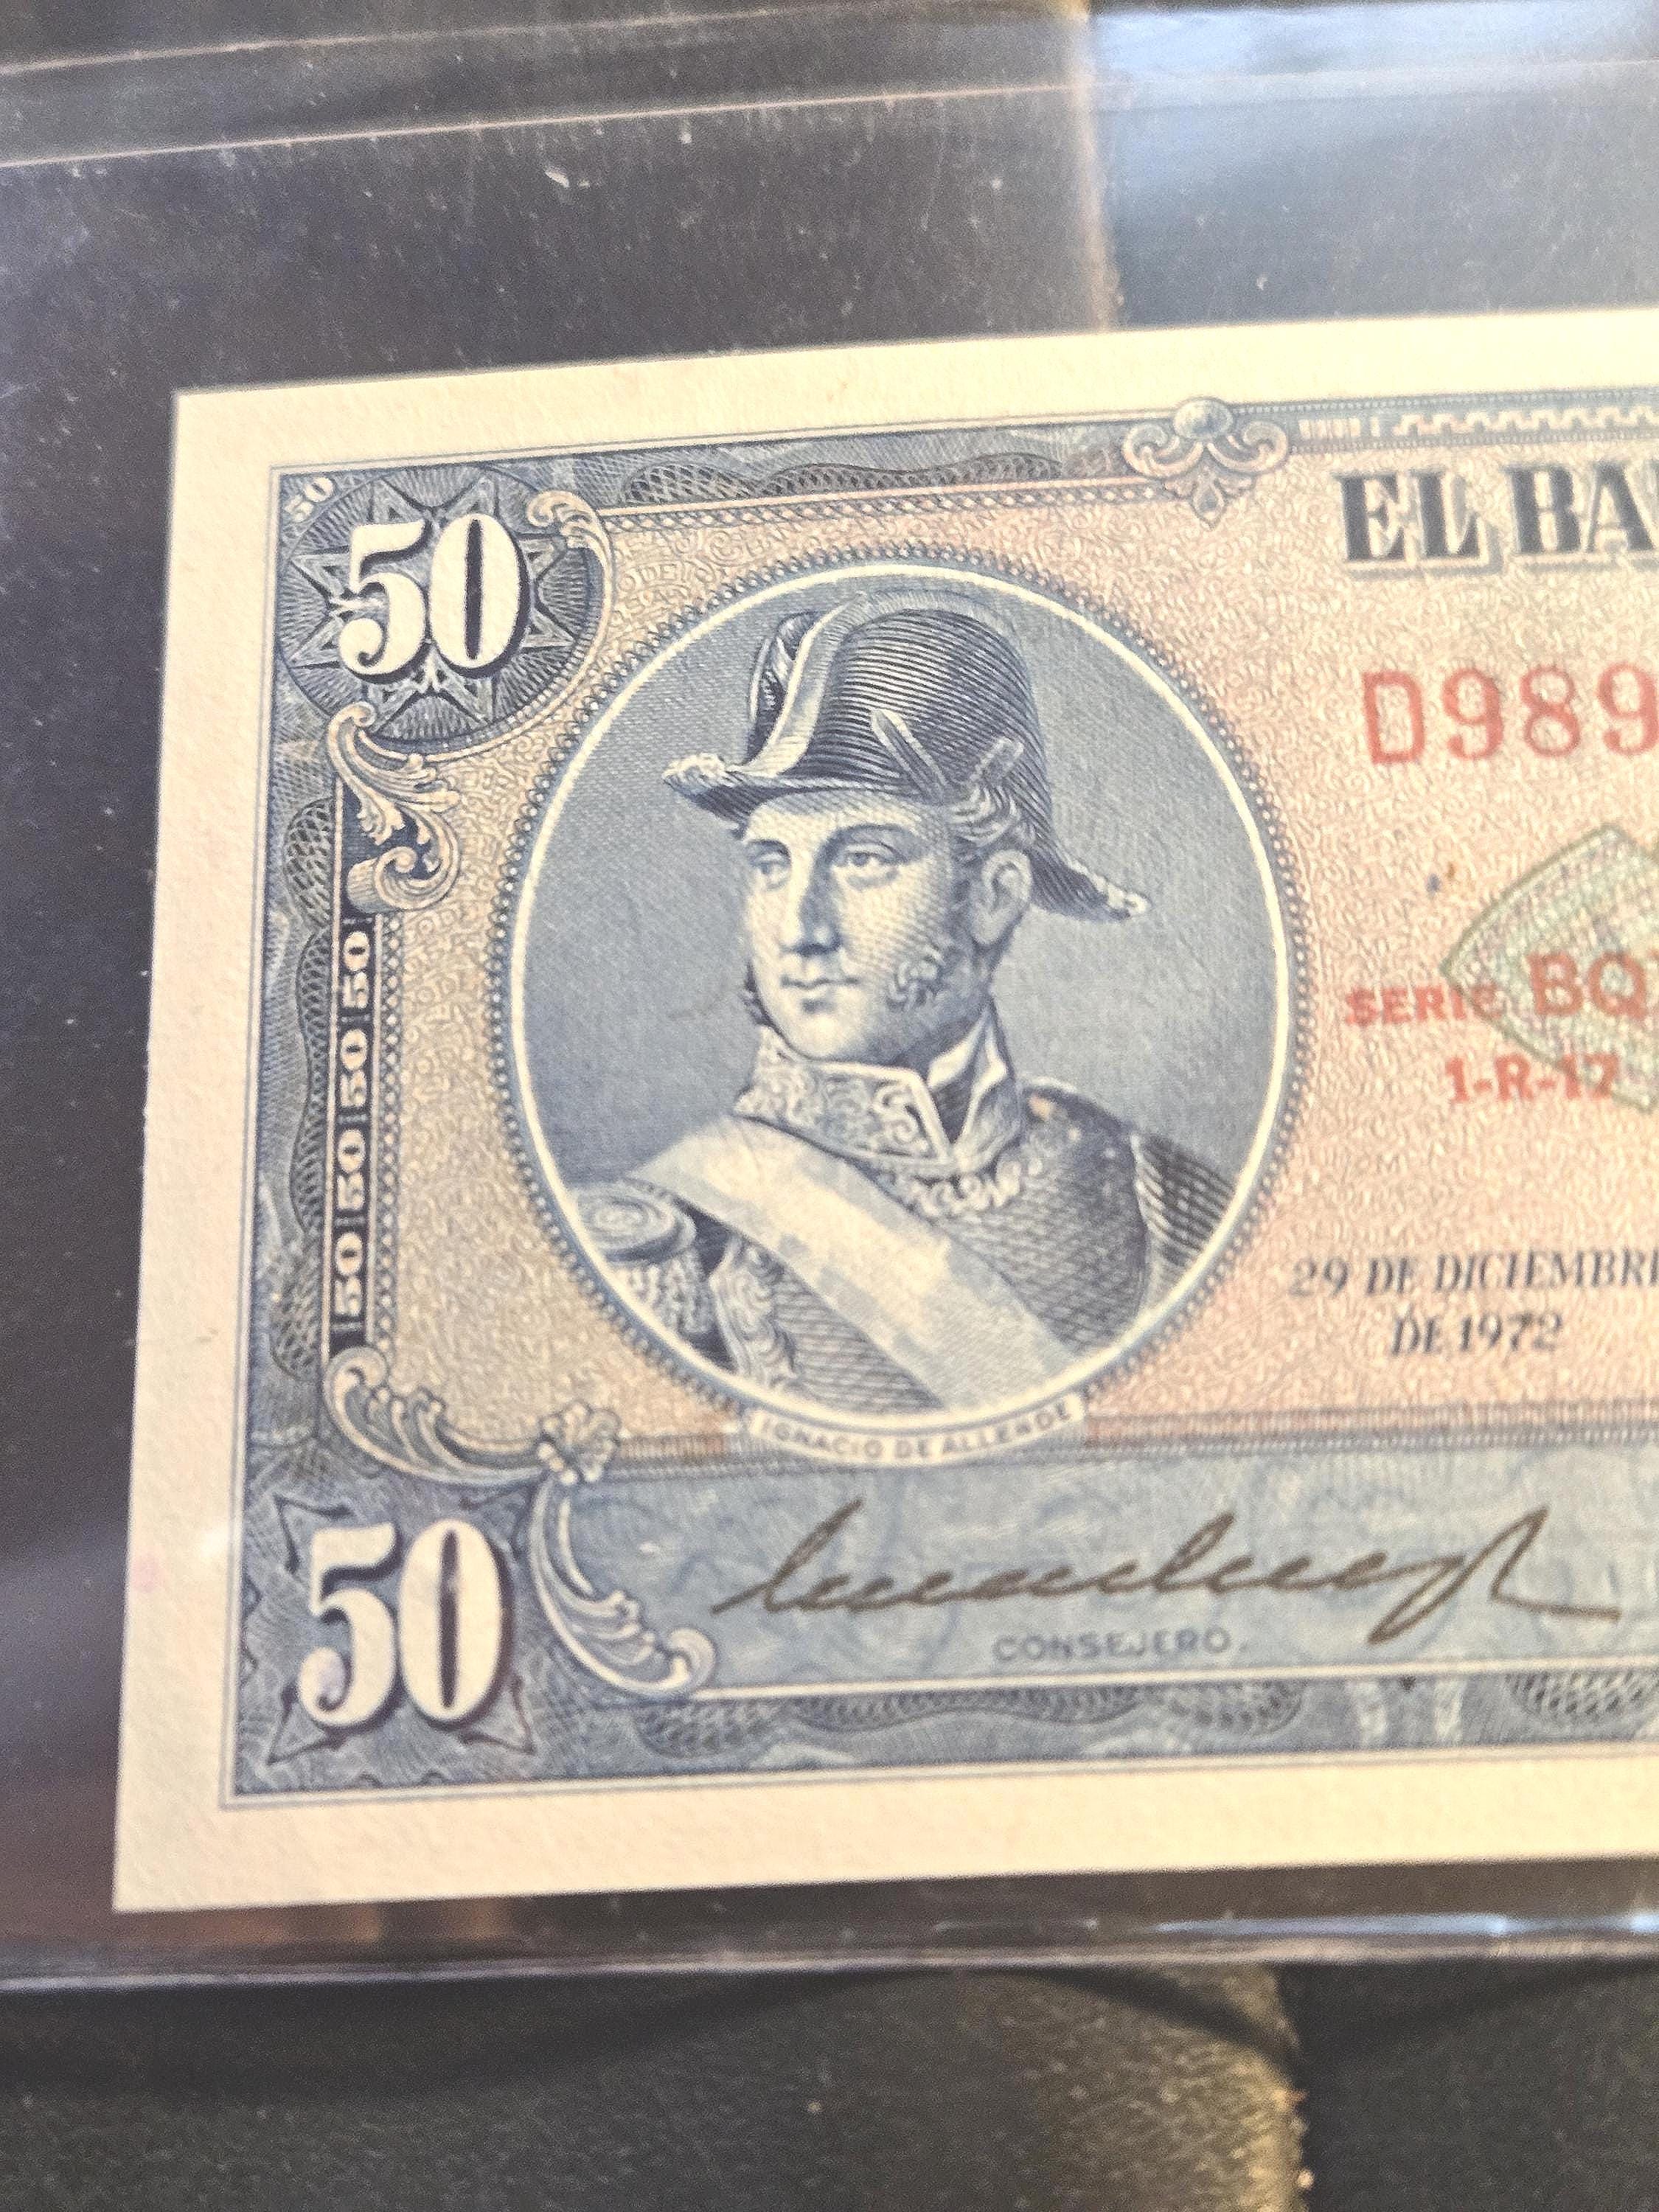 50
50
EL BA
D989
SERIE BQ
1-R-17
50 50 50 50
29 DE DICIEMBRE
DE 1972
IGNACIO DE ALLENDE
50
CONSEJERO.